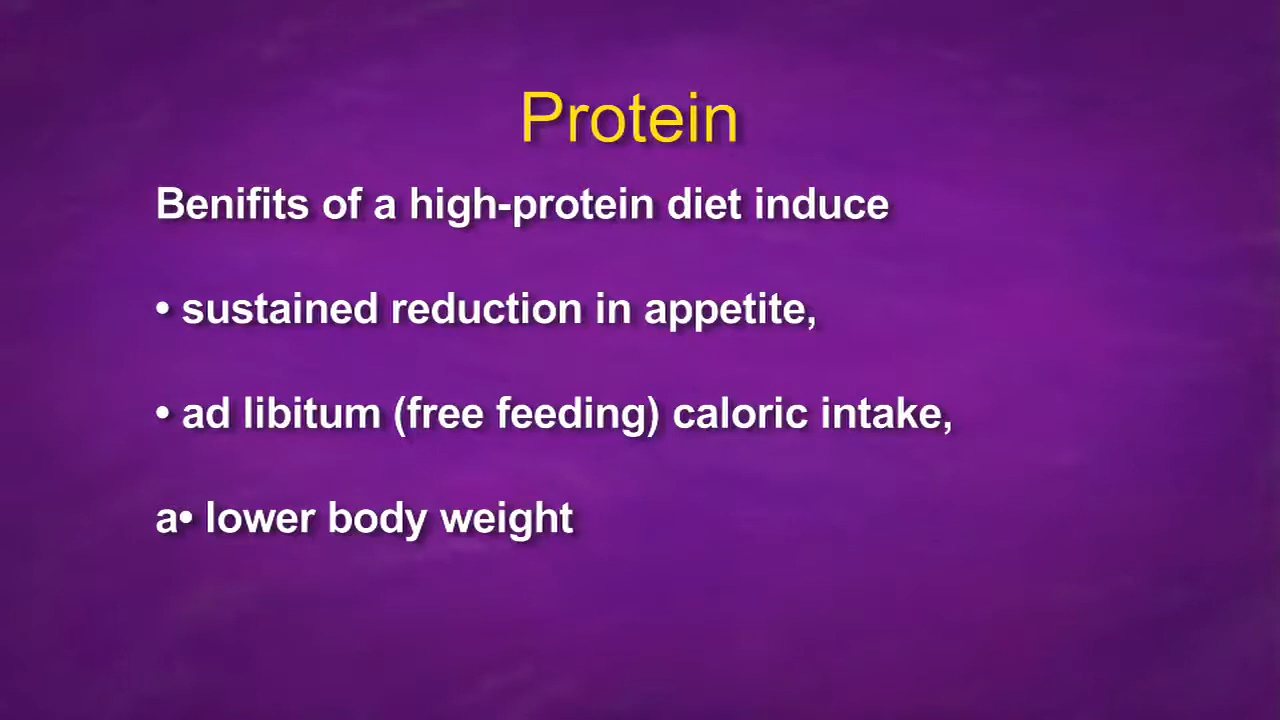 Protein
Benifits of a high-protein diet induce
• sustained reduction in appetite,
• ad libitum (free feeding) caloric intake,
a• lower body weight